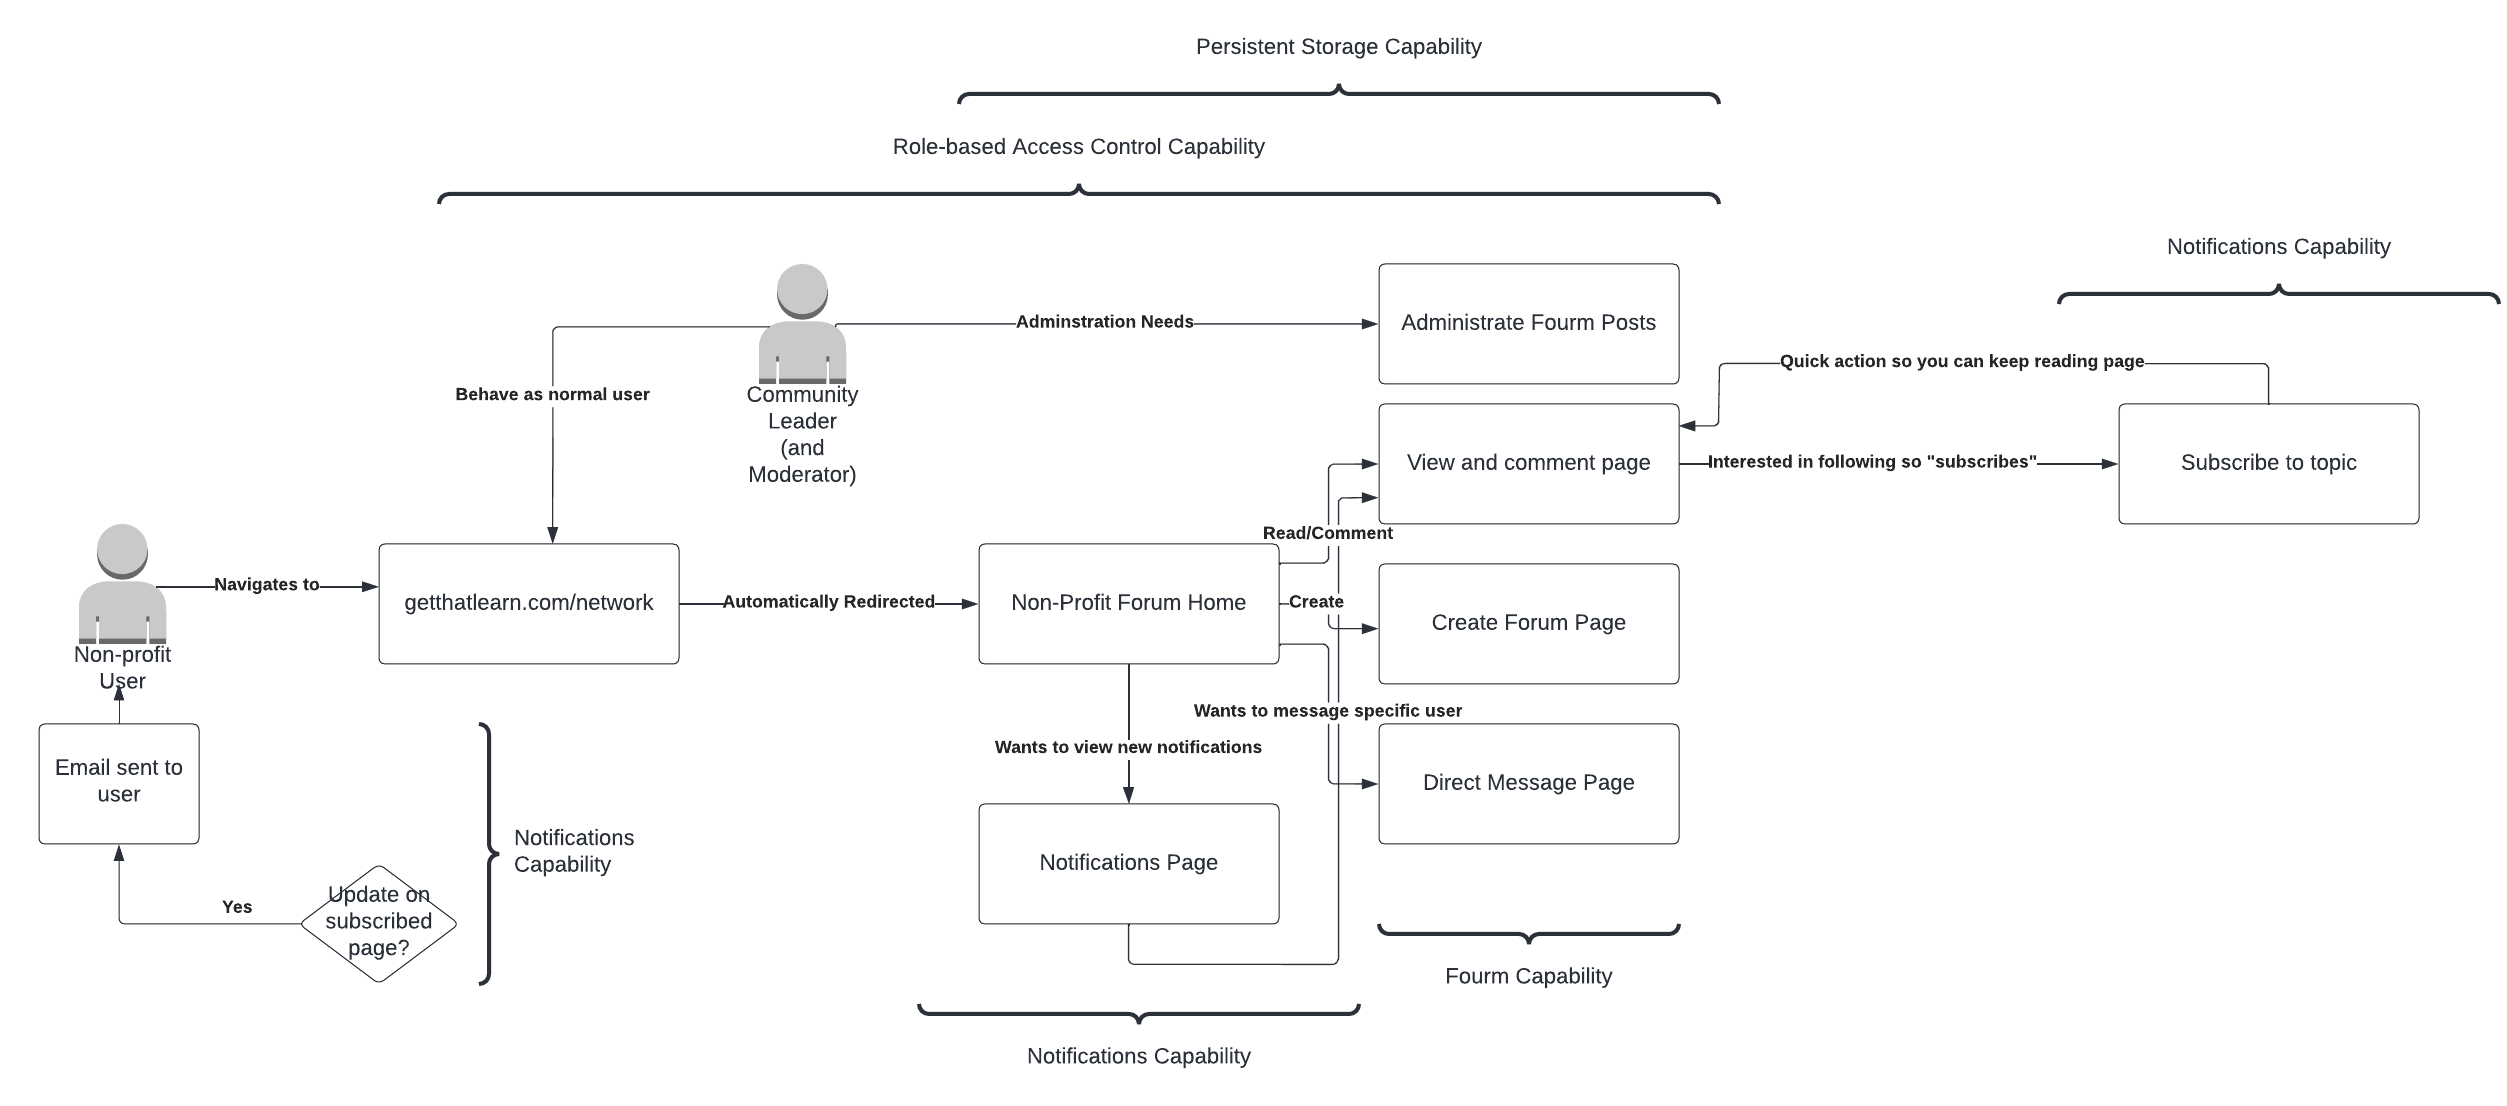 Persistent Storage Capability
Role-based Access Control Capability
Notifications Capability
Adminstration Needs
Administrate Fourm Posts
Quick action so you can keep reading page
Behave as normal user
Community
Leader
(and
Moderator)
View and comment page
Interested in following so "subscribes"
Subscribe to topic
Read/Comment
Navigates to
getthatlearn.com/network
Automatically Redirected
Non-Profit Forum Home
Create
Create Forum Page
Non-profit
User
Wants to message specific user
Wants to view new notifications
Email sent to
user
Direct Message Page
Notifications
Capability
Notifications Page
Yes
Update on
subscribed
page?
Fourm Capability
Notifications Capability